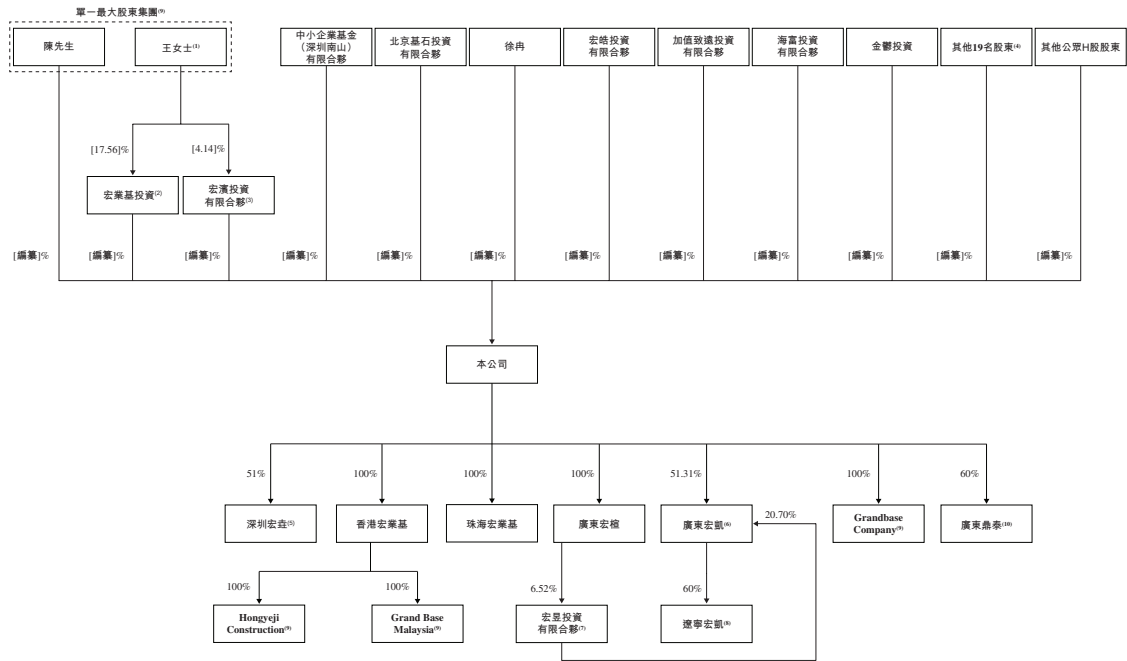 單一最大股東集團⁽⁹⁾
陳先生
王女士⁽¹⁾
中小企業基金
（深圳南山）
有限合夥
北京基石投資
有限合夥
徐冉
宏皓投資
有限合夥
加值致遠投資
有限合夥
海富投資
有限合夥
金鬱投資
其他19名股東⁽⁴⁾
其他公眾H股股東
[17.56]%
[4.14]%
宏業基投資⁽²⁾
宏濱投資
有限合夥⁽³⁾
[編纂]%
[編纂]%
[編纂]%
[編纂]%
[編纂]%
[編纂]%
[編纂]%
[編纂]%
[編纂]%
[編纂]%
[編纂]%
[編纂]%
本公司
51%
100%
100%
100%
51.31%
100%
60%
深圳宏垚⁽⁵⁾
香港宏業基
珠海宏業基
廣東宏楦
廣東宏凱⁽⁶⁾
20.70%
Grandbase
Company⁽⁹⁾
廣東鼎泰⁽¹⁰⁾
100%
100%
6.52%
60%
Hongyeji
Construction⁽⁹⁾
Grand Base
Malaysia⁽⁹⁾
宏昱投資
有限合夥⁽⁷⁾
遼寧宏凱⁽⁸⁾